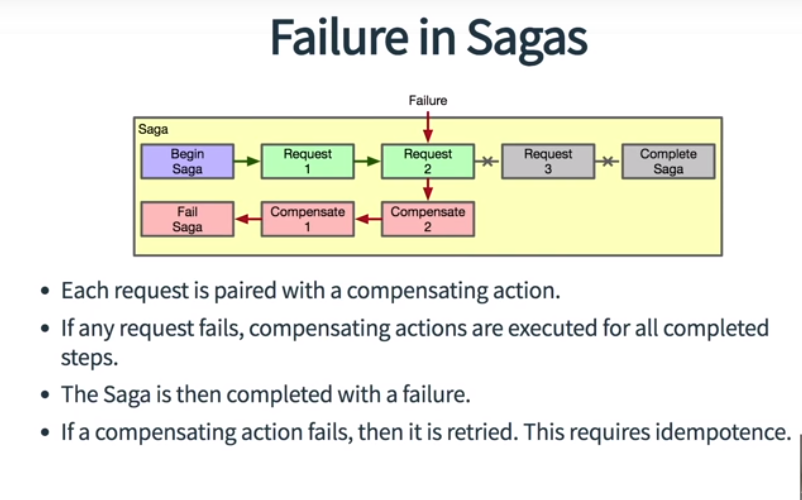 Failure in Sagas
Failure
Saga
Begin
Saga
Request
1
Request
2
Request
3
Complete
Saga
Fail
Saga
Compensate
1
Compensate
2
• Each request is paired with a compensating action.
• If any request fails, compensating actions are executed for all completed
steps.
• The Saga is then completed with a failure.
• If a compensating action fails, then it is retried. This requires idempotence.